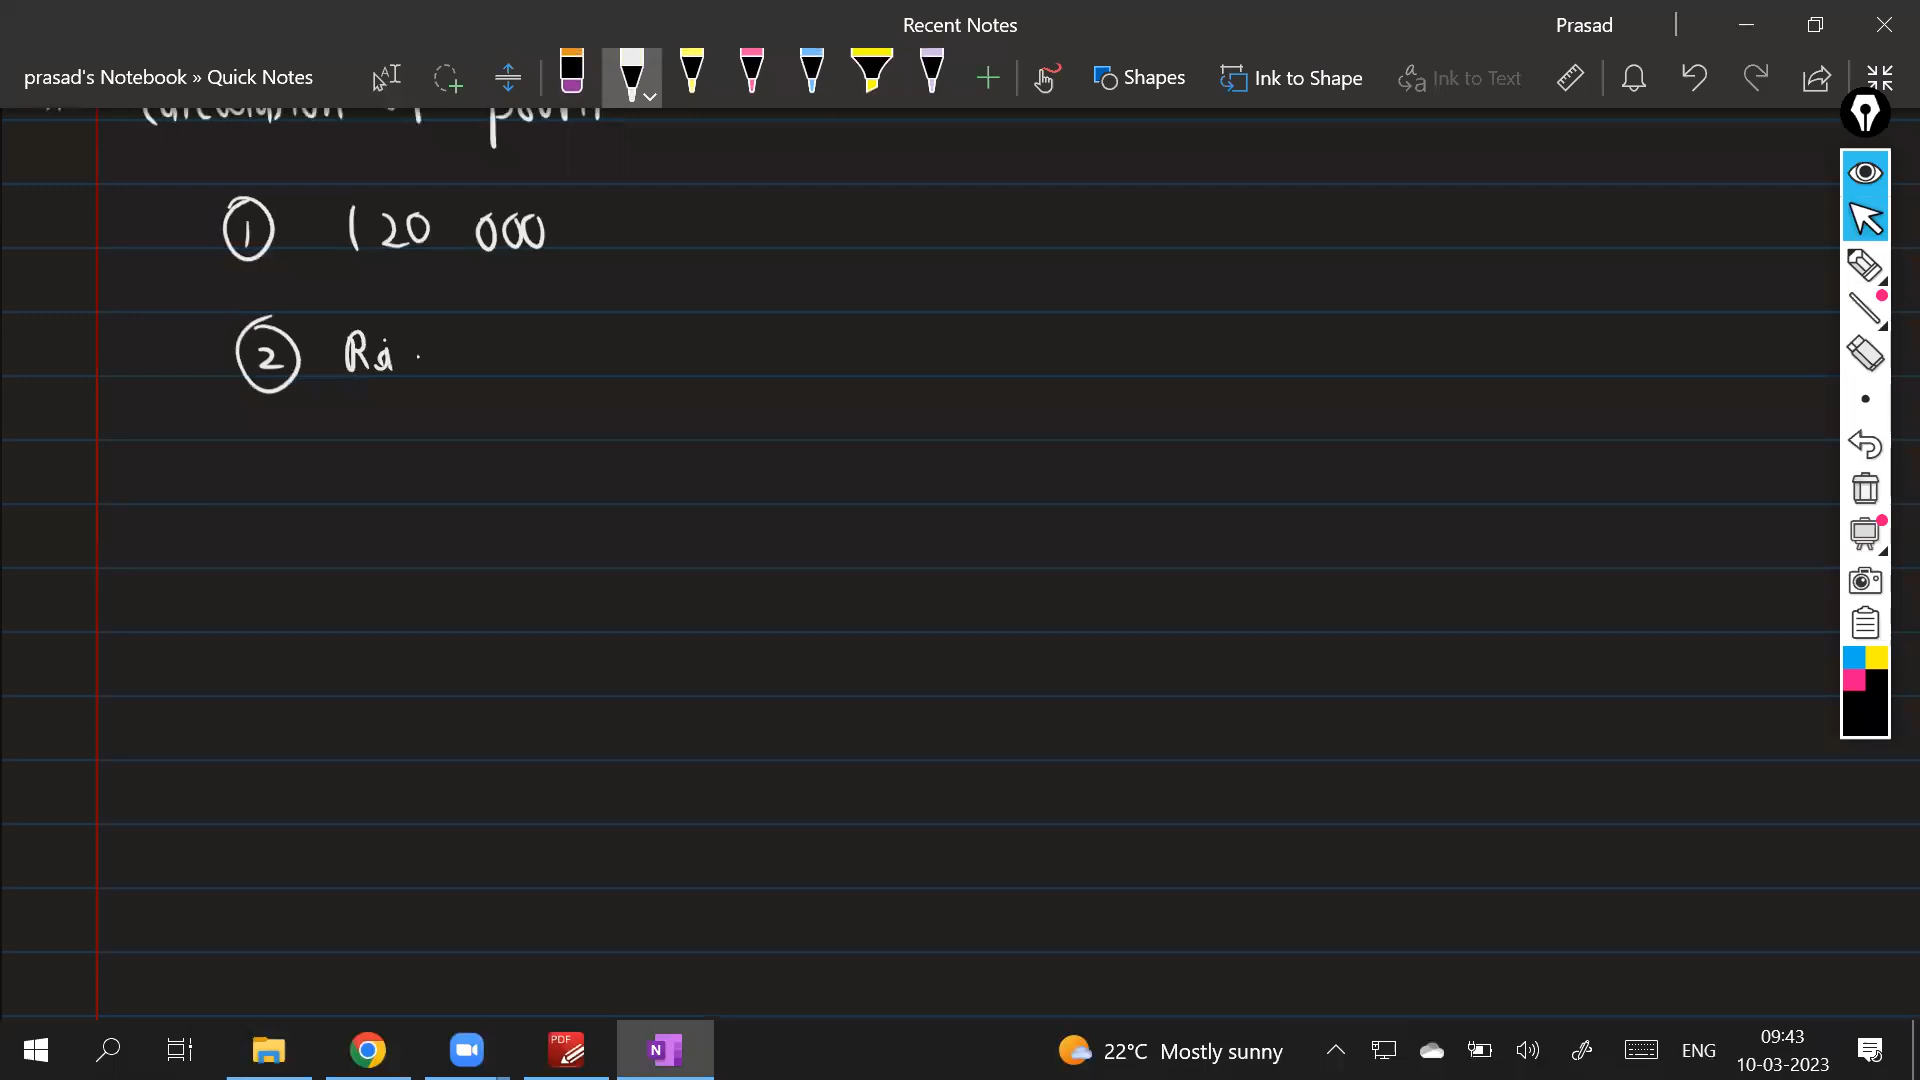 Recent Notes
Prasad
prasad's Notebook » Quick Notes
Shapes
Ink to Shape
Ink to Text
① 120 000
②
PDF
N
22°C Mostly sunny
ENG
09:43
10-03-2023